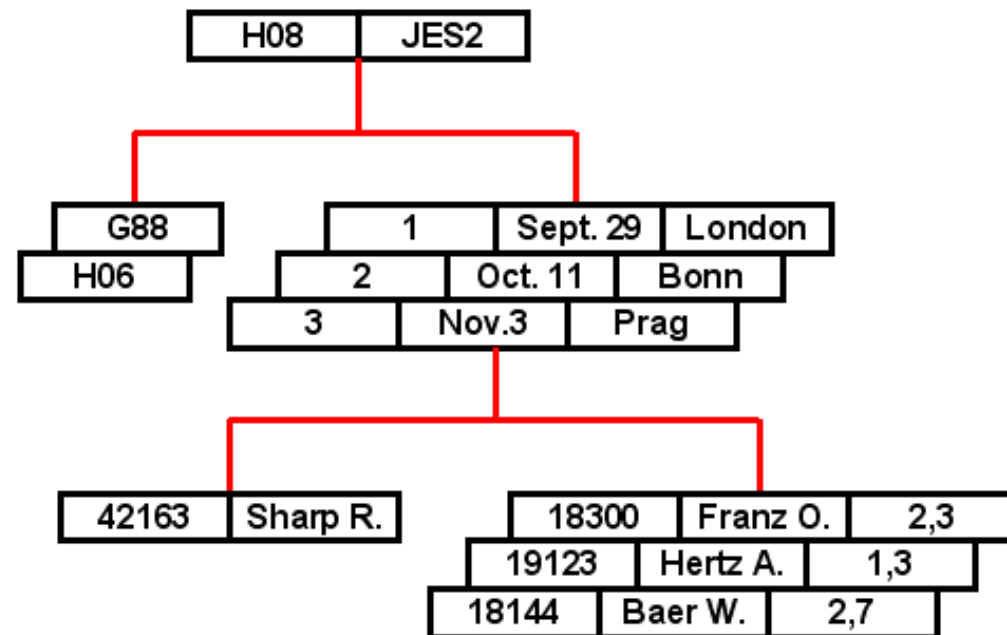 H08 JES2
G88 1 Sept. 29 London
H06 2 Oct. 11 Bonn
3 Nov.3 Prag
42163 Sharp R. 18300 Franz O. 2,3
19123 Hertz A. 1,3
18144 Baer W. 2,7